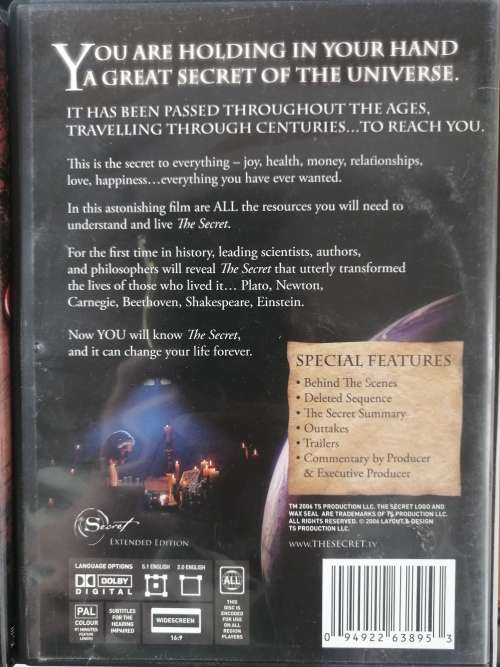 YOU ARE HOLDING IN YOUR HAND
A GREAT SECRET OF THE UNIVERSE.
IT HAS BEEN PASSED THROUGHOUT THE AGES,
TRAVELLING THROUGH CENTURIES...TO REACH YOU.
This is the secret to everything – joy, health, money, relationships,
love, happiness…everything you have ever wanted.
In this astonishing film are ALL the resources you will need to
understand and live The Secret.
For the first time in history, leading scientists, authors,
and philosophers will reveal The Secret that utterly transformed
the lives of those who lived it… Plato, Newton,
Carnegie, Beethoven, Shakespeare, Einstein.
Now YOU will know The Secret,
and it can change your life forever.
SPECIAL FEATURES
• Behind The Scenes
• Deleted Sequence
• The Secret Summary
• Outtakes
• Trailers
• Commentary by Producer
& Executive Producer
TM 2006 TS PRODUCTION LLC. THE SECRET LOGO AND
WAX SEAL ARE TRADEMARKS OF TS PRODUCTION LLC.
ALL RIGHTS RESERVED. © 2006 LAYOUT & DESIGN
TS PRODUCTION LLC.
WWW.THESECRET.TV
The Secret
EXTENDED EDITION
LANGUAGE OPTIONS 5.1 ENGLISH 2.0 ENGLISH
DOLBY
DIGITAL
ALL
THIS
DISC IS
ENCODED
FOR USE
ON ALL
REGION
PLAYERS
PAL
COLOUR
91 MINUTES
FEATURE
LENGTH
SUBTITLES
FOR THE
HEARING
IMPAIRED
WIDESCREEN
16:9
0 94922 63895 3